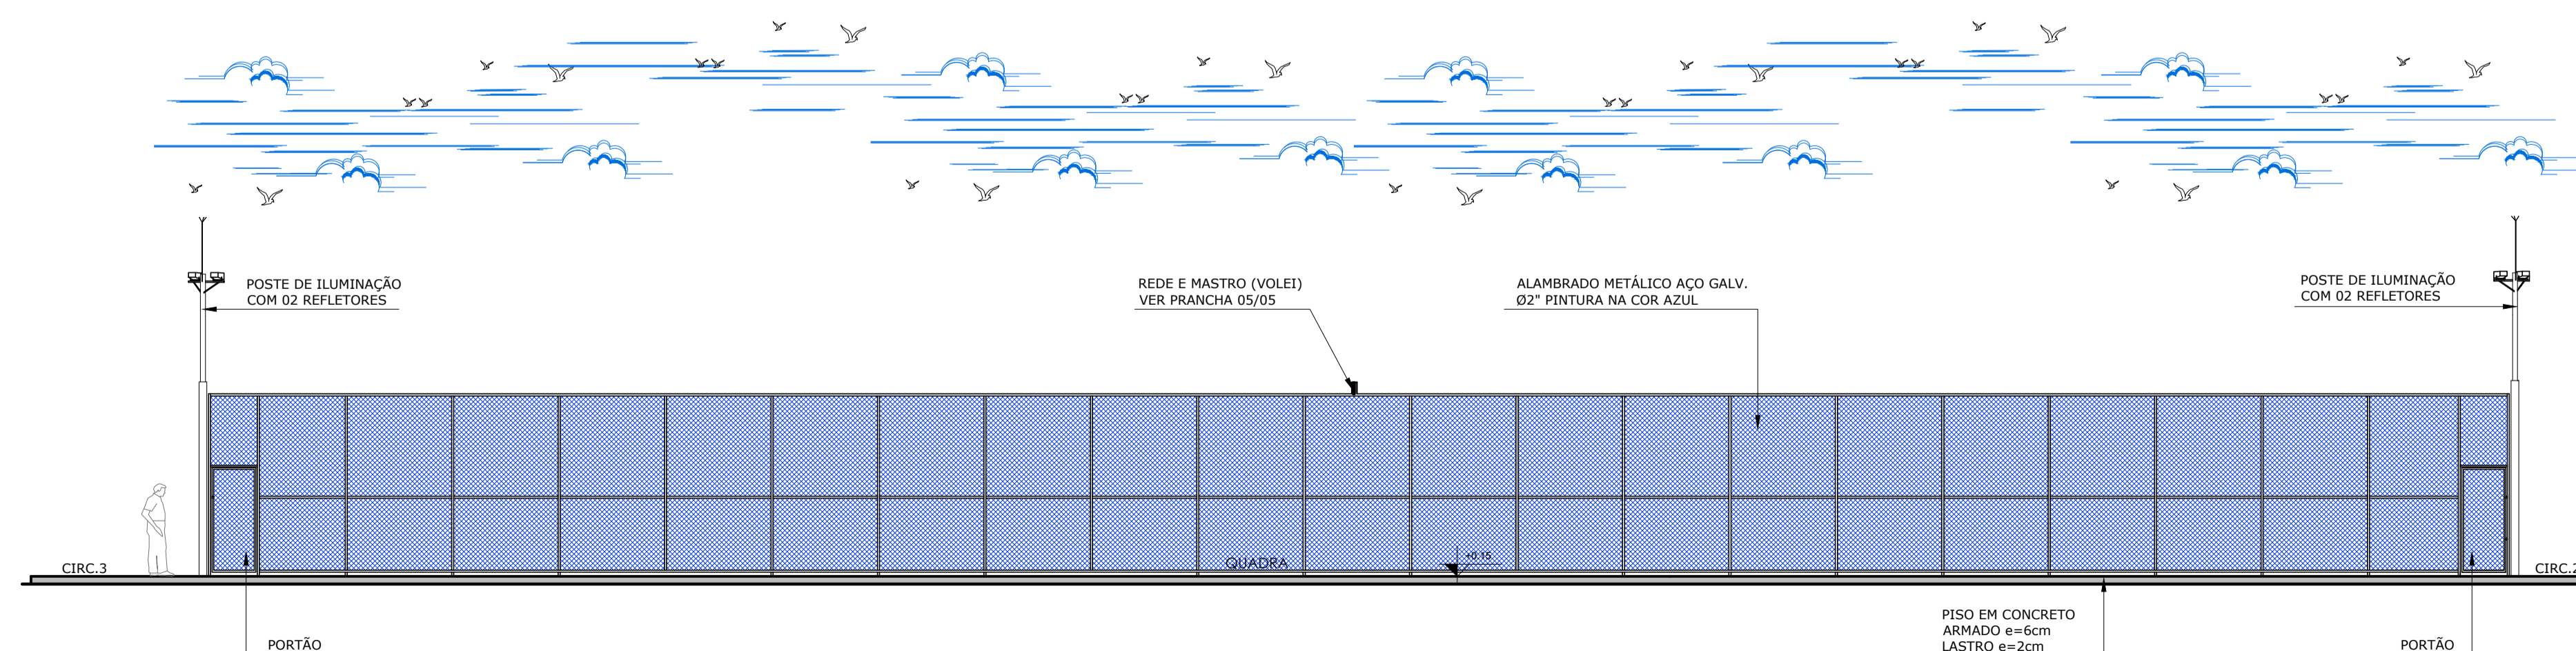 POSTE DE ILUMINAÇÃO
COM 02 REFLETORES
REDE E MASTRO (VOLEI)
VER PRANCHA 05/05
ALAMBRADO METÁLICO AÇO GALV.
Ø2" PINTURA NA COR AZUL
POSTE DE ILUMINAÇÃO
COM 02 REFLETORES
CIRC.3
QUADRA
+0.15
CIRC.2
PORTÃO
PISO EM CONCRETO
ARMADO e=6cm
LASTRO e=2cm
PORTÃO